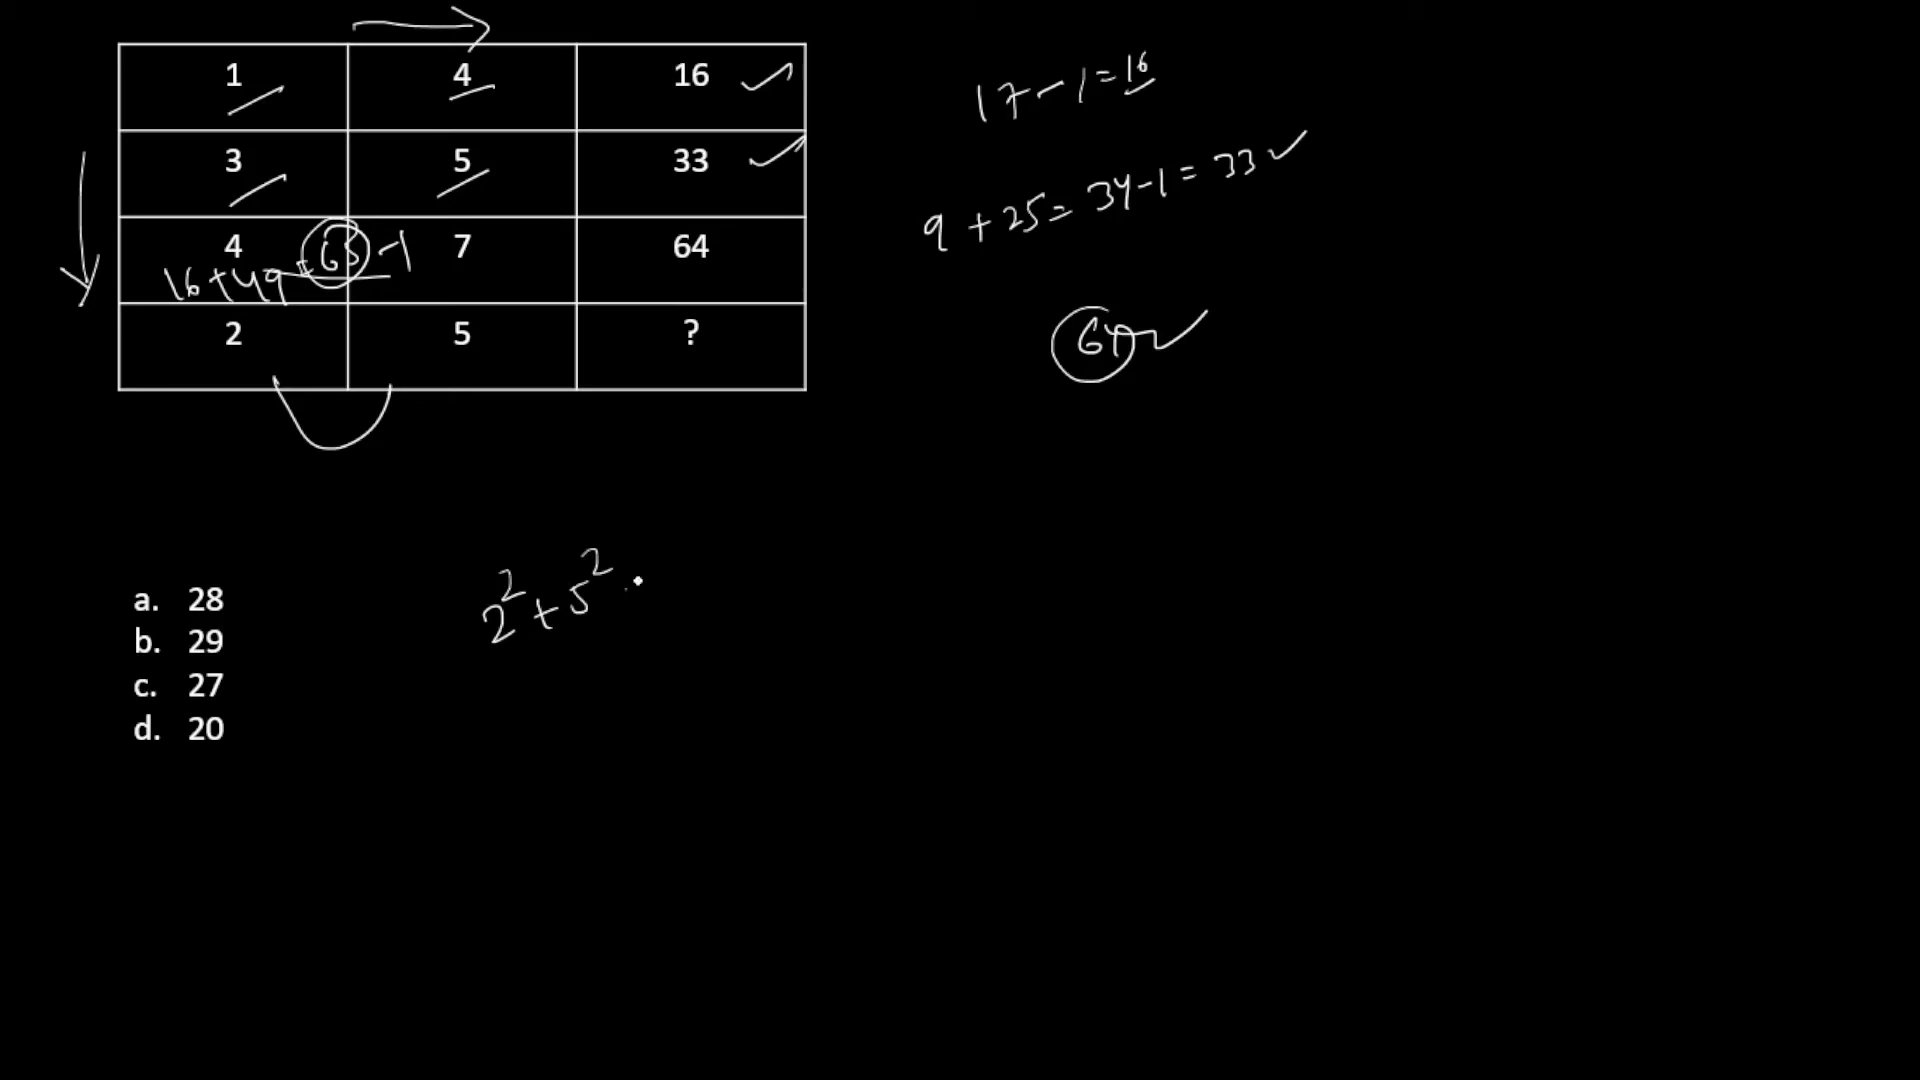 1 4 16
3 5 33
4 7 64
16+49=65-1
2 5 ?
17-1=16
9+25=34-1=33
64
a. 28
b. 29
c. 27
d. 20
2²+5²